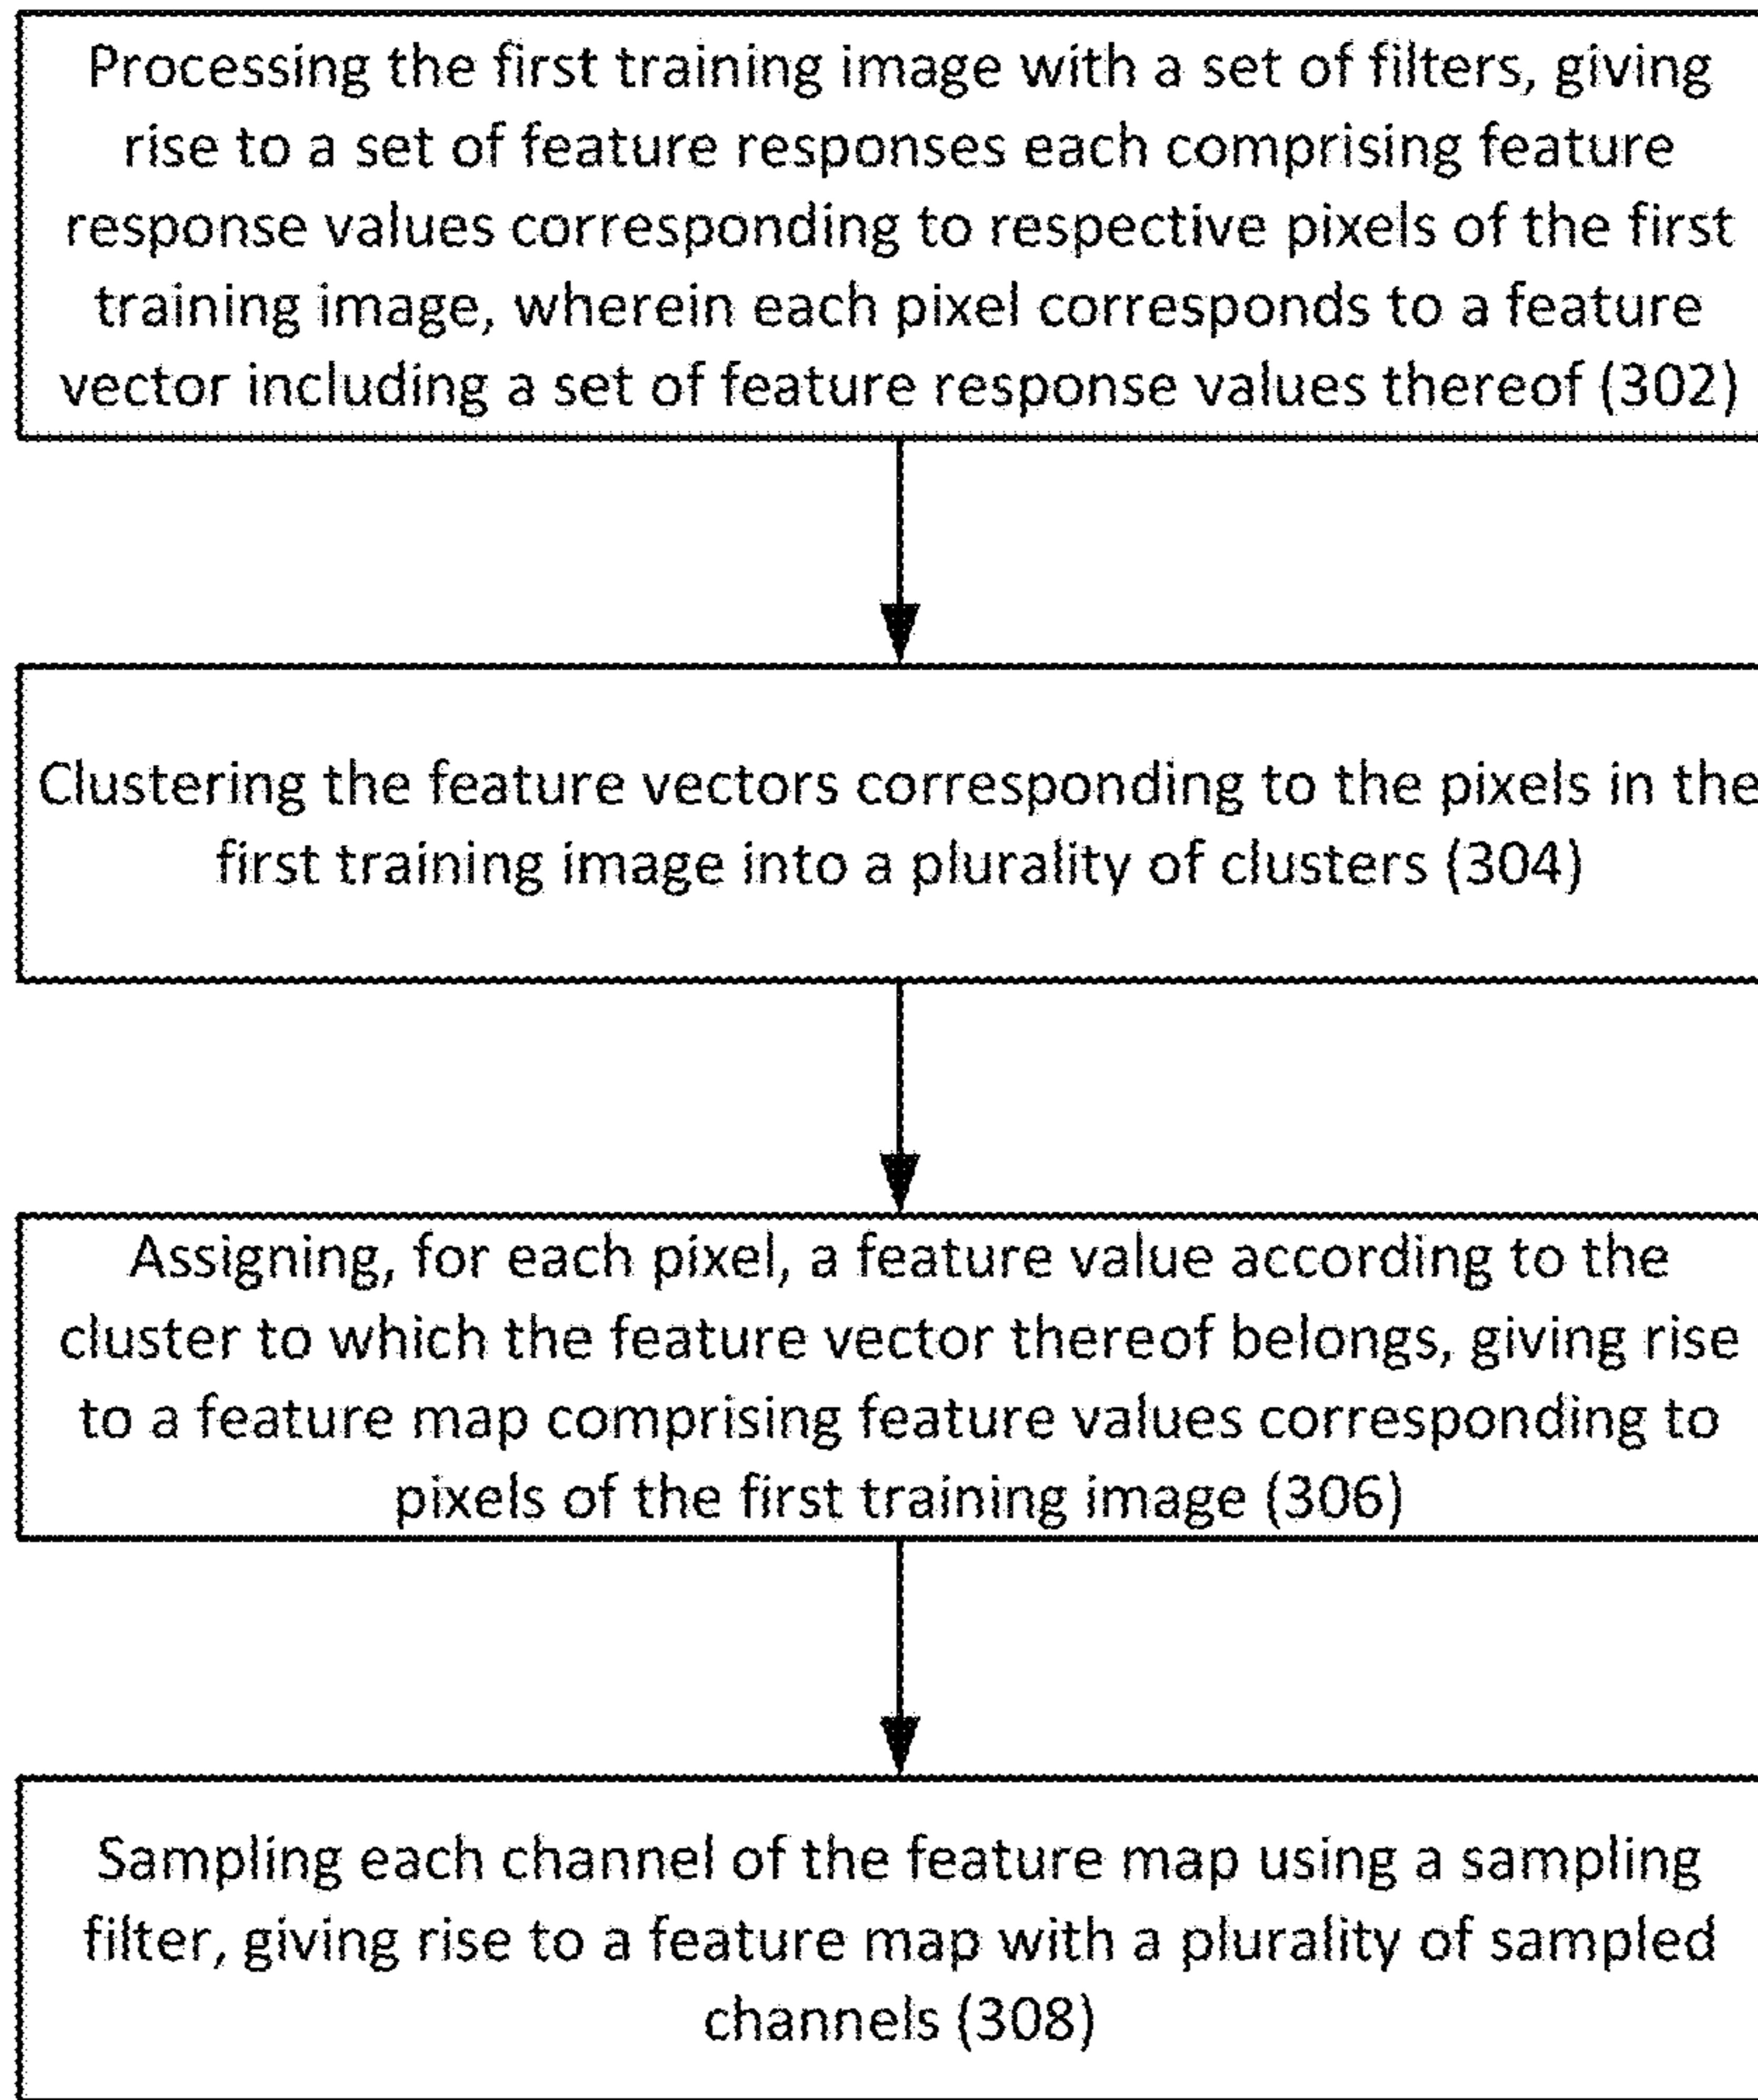 Processing the first training image with a set of filters, giving
rise to a set of feature responses each comprising feature
response values corresponding to respective pixels of the first
training image, wherein each pixel corresponds to a feature
vector including a set of feature response values thereof (302)
Clustering the feature vectors corresponding to the pixels in the
first training image into a plurality of clusters (304)
Assigning, for each pixel, a feature value according to the
cluster to which the feature vector thereof belongs, giving rise
to a feature map comprising feature values corresponding to
pixels of the first training image (306)
Sampling each channel of the feature map using a sampling
filter, giving rise to a feature map with a plurality of sampled
channels (308)